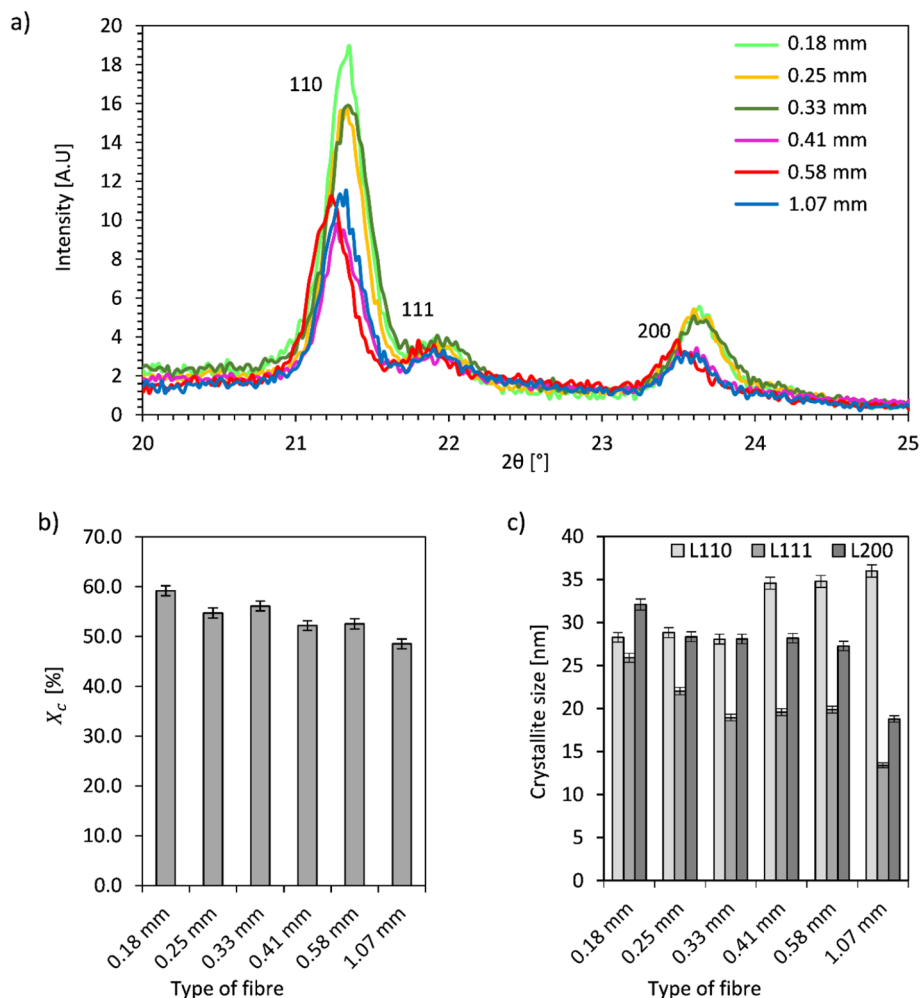 a)
20
18
16
14
12
10
8
6
4
2
0
Intensity [A.U]
110
111
200
0.18 mm
0.25 mm
0.33 mm
0.41 mm
0.58 mm
1.07 mm
20 21 22 23 24 25
2θ [°]
b)
70.0
60.0
50.0
40.0
30.0
20.0
10.0
0.0
X_c [%]
0.18 mm 0.25 mm 0.33 mm 0.41 mm 0.58 mm 1.07 mm
Type of fibre
c)
40
35
30
25
20
15
10
5
0
Crystallite size [nm]
L110 L111 L200
0.18 mm 0.25 mm 0.33 mm 0.41 mm 0.58 mm 1.07 mm
Type of fibre